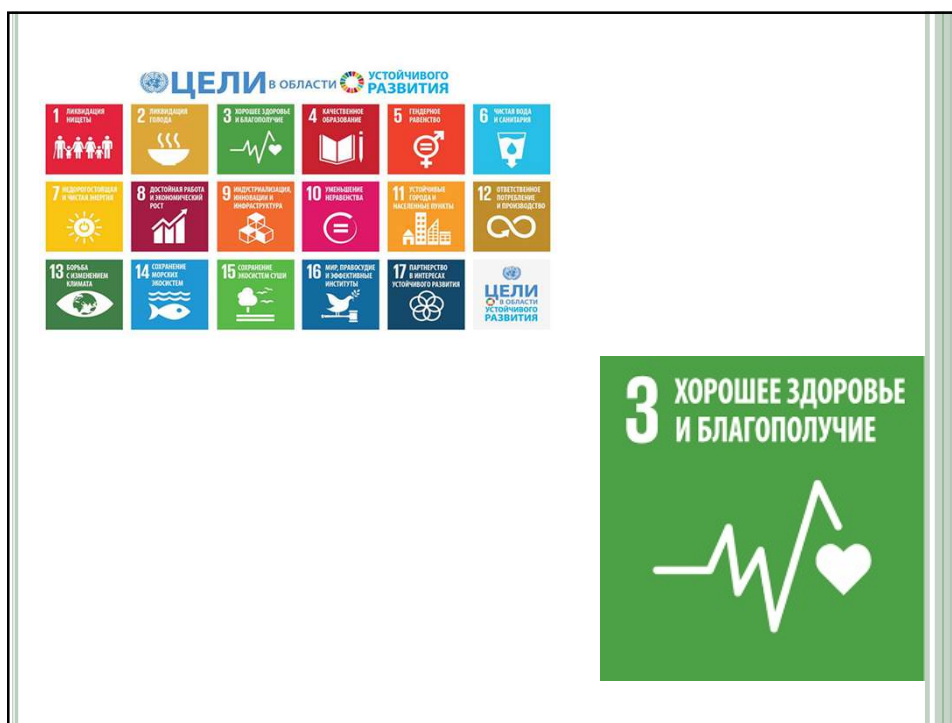 ЦЕЛИ В ОБЛАСТИ УСТОЙЧИВОГО
РАЗВИТИЯ
1 ЛИКВИДАЦИЯ
НИЩЕТЫ
2 ЛИКВИДАЦИЯ
ГОЛОДА
3 ХОРОШЕЕ ЗДОРОВЬЕ
И БЛАГОПОЛУЧИЕ
4 КАЧЕСТВЕННОЕ
ОБРАЗОВАНИЕ
5 ГЕНДЕРНОЕ
РАВЕНСТВО
6 ЧИСТАЯ ВОДА
И САНИТАРИЯ
7 НЕДОРОГОСТОЯЩАЯ
И ЧИСТАЯ ЭНЕРГИЯ
8 ДОСТОЙНАЯ РАБОТА
И ЭКОНОМИЧЕСКИЙ
РОСТ
9 ИНДУСТРИАЛИЗАЦИЯ,
ИННОВАЦИИ И
ИНФРАСТРУКТУРА
10 УМЕНЬШЕНИЕ
НЕРАВЕНСТВА
11 УСТОЙЧИВЫЕ
ГОРОДА И
НАСЕЛЕННЫЕ ПУНКТЫ
12 ОТВЕТСТВЕННОЕ
ПОТРЕБЛЕНИЕ
И ПРОИЗВОДСТВО
13 БОРЬБА
С ИЗМЕНЕНИЕМ
КЛИМАТА
14 СОХРАНЕНИЕ
МОРСКИХ
ЭКОСИСТЕМ
15 СОХРАНЕНИЕ
ЭКОСИСТЕМ СУШИ
16 МИР, ПРАВОСУДИЕ
И ЭФФЕКТИВНЫЕ
ИНСТИТУТЫ
17 ПАРТНЕРСТВО
В ИНТЕРЕСАХ
УСТОЙЧИВОГО РАЗВИТИЯ
ЦЕЛИ
В ОБЛАСТИ
УСТОЙЧИВОГО
РАЗВИТИЯ
3 ХОРОШЕЕ ЗДОРОВЬЕ
И БЛАГОПОЛУЧИЕ